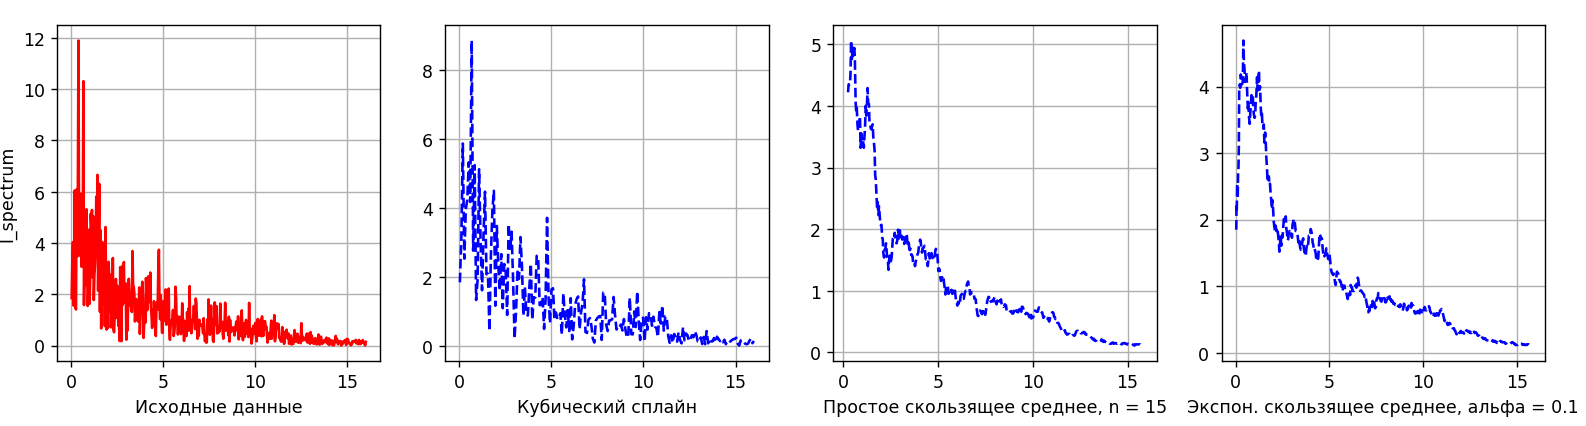 I_spectrum
12
10
8
6
4
2
0
0 5 10 15
Исходные данные
8
6
4
2
0
0 5 10 15
Кубический сплайн
5
4
3
2
1
0
0 5 10 15
Простое скользящее среднее, n = 15
4
3
2
1
0
0 5 10 15
Экспон. скользящее среднее, альфа = 0.1